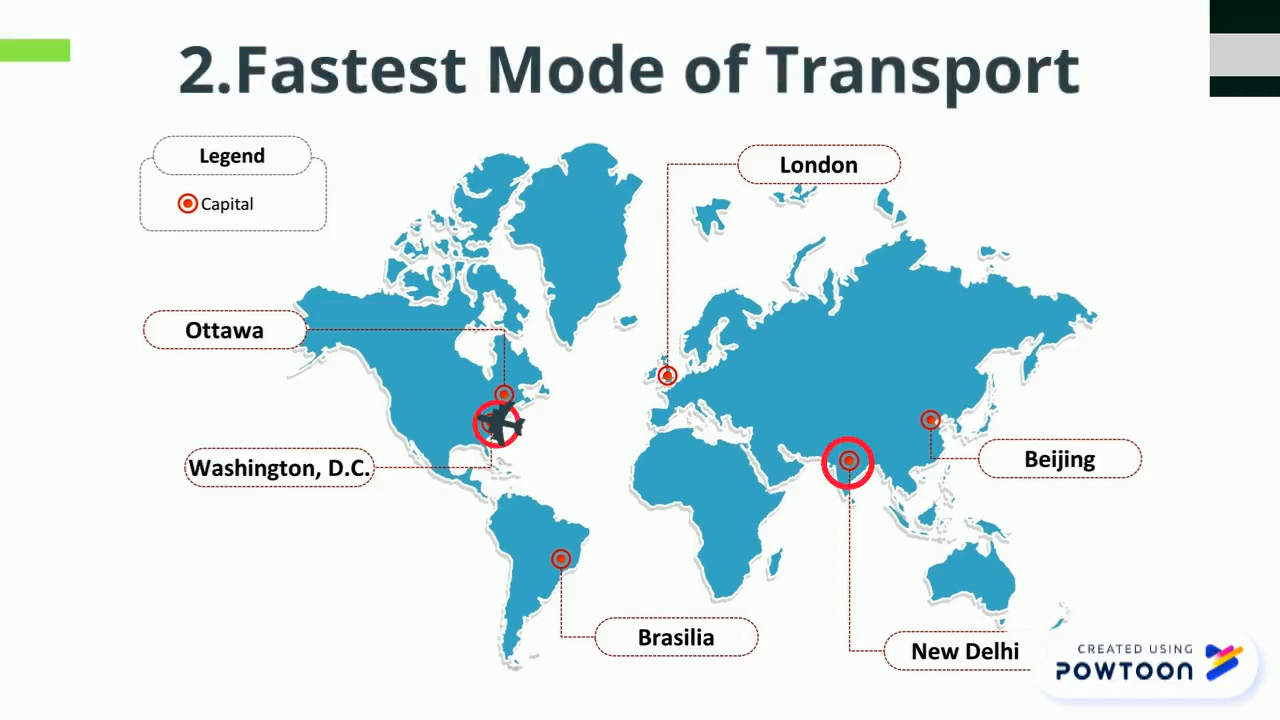 2.Fastest Mode of Transport
Legend
Capital
London
Ottawa
Washington, D.C.
Beijing
Brasilia
New Delhi
CREATED USING
POWTOON